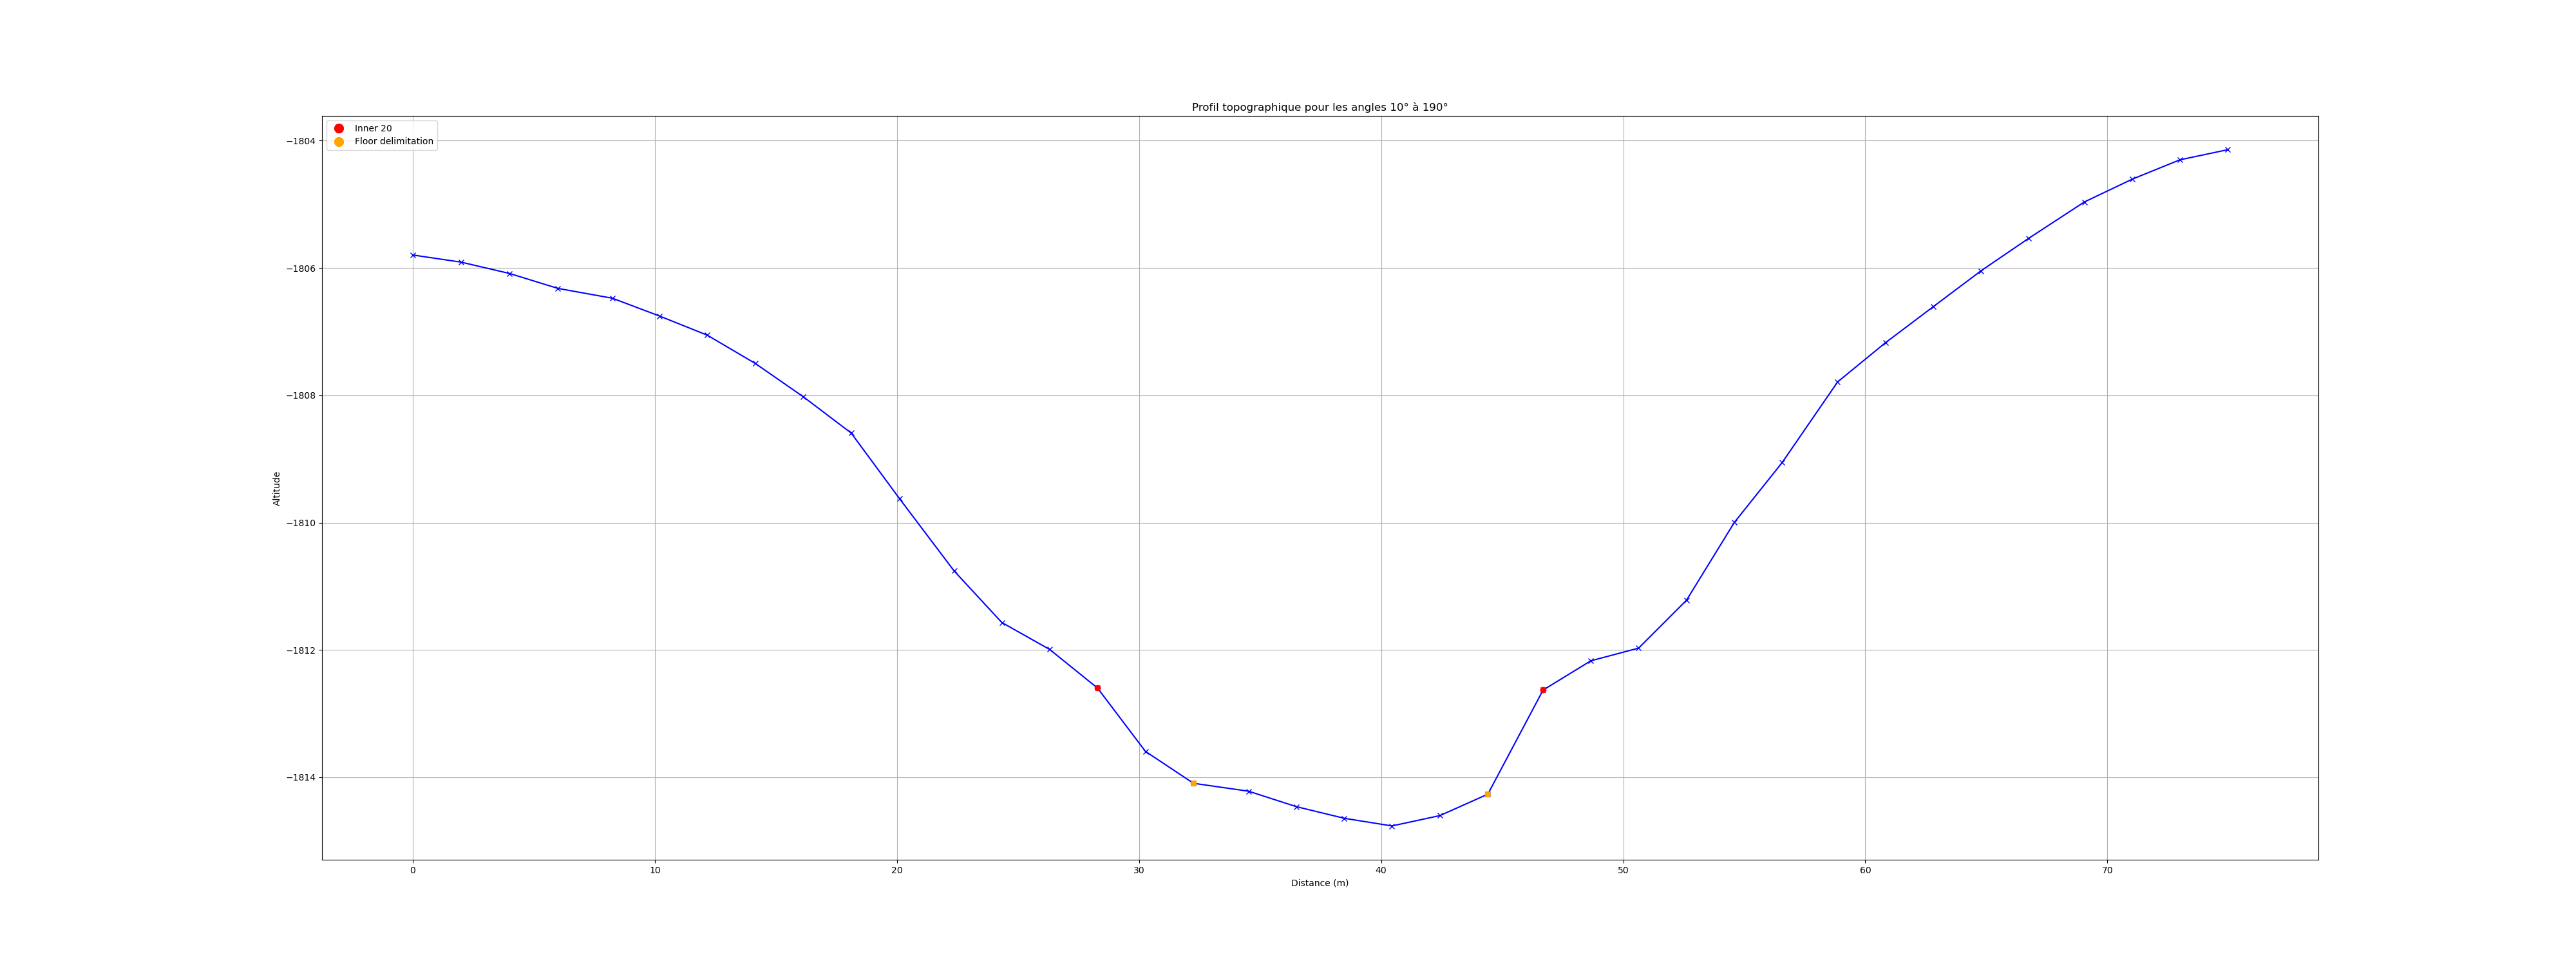 Profil topographique pour les angles 10° à 190°
Inner 20
Floor delimitation
−1804
−1806
−1808
−1810
−1812
−1814
Altitude
0 10 20 30 40 50 60 70
Distance (m)